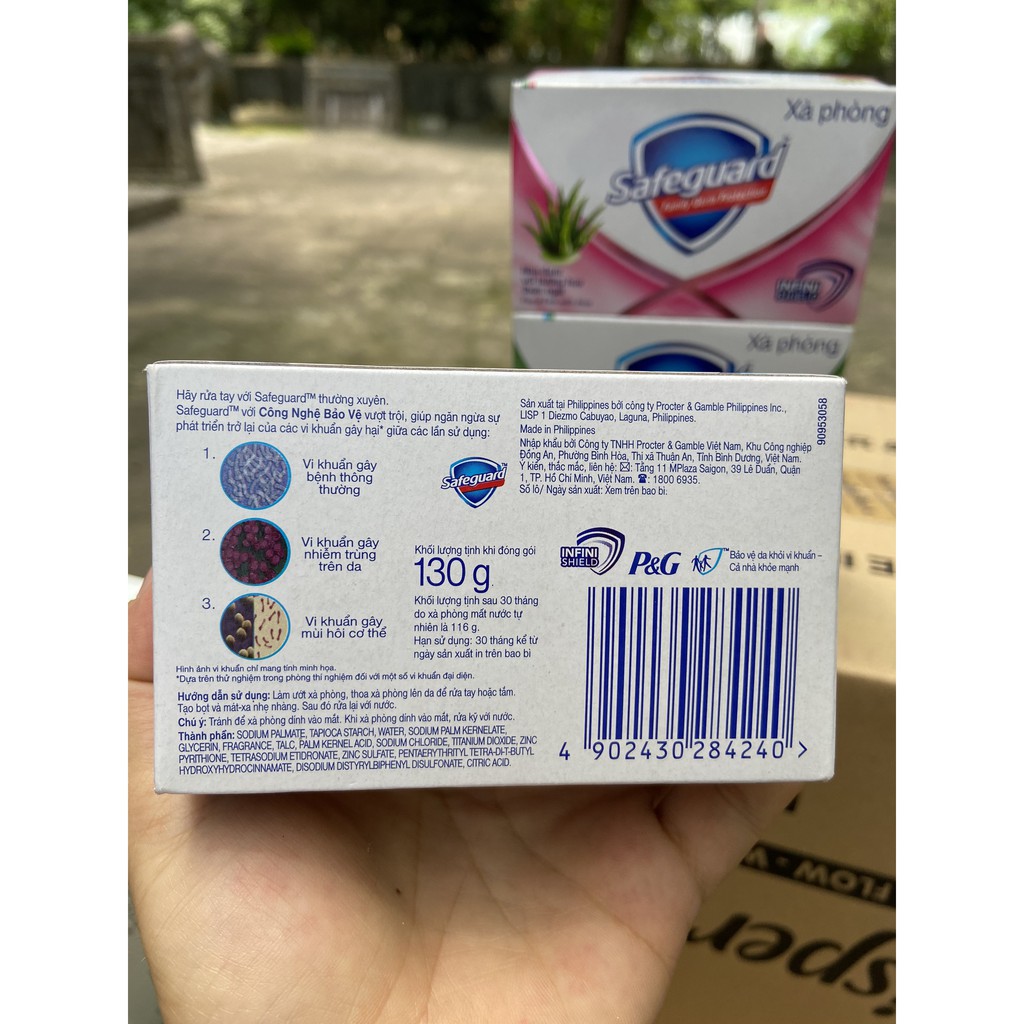 Xà phòng
Safeguard
INFINI
SHIELD
Xà phòng
Hãy rửa tay với Safeguard™ thường xuyên.
Safeguard™ với Công Nghệ Bảo Vệ vượt trội, giúp ngăn ngừa sự
phát triển trở lại của các vi khuẩn gây hại* giữa các lần sử dụng:
1.
Vi khuẩn gây
bệnh thông
thường
2.
Vi khuẩn gây
nhiễm trùng
trên da
3.
Vi khuẩn gây
mùi hôi cơ thể
Hình ảnh vi khuẩn chỉ mang tính minh họa.
*Dựa trên thử nghiệm trong phòng thí nghiệm đối với một số vi khuẩn đại diện.
Hướng dẫn sử dụng: Làm ướt xà phòng, thoa xà phòng lên da để rửa tay hoặc tắm.
Tạo bọt và mát-xa nhẹ nhàng. Sau đó rửa lại với nước.
Chú ý: Tránh để xà phòng dính vào mắt. Khi xà phòng dính vào mắt, rửa kỹ với nước.
Thành phần: SODIUM PALMATE, TAPIOCA STARCH, WATER, SODIUM PALM KERNELATE,
GLYCERIN, FRAGRANCE, TALC, PALM KERNEL ACID, SODIUM CHLORIDE, TITANIUM DIOXIDE, ZINC
PYRITHIONE, TETRASODIUM ETIDRONATE, ZINC SULFATE, PENTAERYTHRITYL TETRA-DI-T-BUTYL
HYDROXYHYDROCINNAMATE, DISODIUM DISTYRYLBIPHENYL DISULFONATE, CITRIC ACID.
Safeguard
Khối lượng tịnh khi đóng gói
130 g
Khối lượng tịnh sau 30 tháng
do xà phòng mất nước tự
nhiên là 116 g.
Hạn sử dụng: 30 tháng kể từ
ngày sản xuất in trên bao bì
Sản xuất tại Philippines bởi công ty Procter & Gamble Philippines Inc.,
LISP 1 Diezmo Cabuyao, Laguna, Philippines.
Made in Philippines
Nhập khẩu bởi Công ty TNHH Procter & Gamble Việt Nam, Khu Công nghiệp
Đồng An, Phường Bình Hòa, Thị xã Thuận An, Tỉnh Bình Dương, Việt Nam.
Ý kiến, thắc mắc, liên hệ: ✉: Tầng 11 MPlaza Saigon, 39 Lê Duẩn, Quận
1, TP. Hồ Chí Minh, Việt Nam. ☎: 1800 6935.
Số lô/ Ngày sản xuất: Xem trên bao bì.
90953058
INFINI
SHIELD
P&G
™
Bảo vệ da khỏi vi khuẩn –
Cả nhà khỏe mạnh
4 902430 284240 >
FLOW